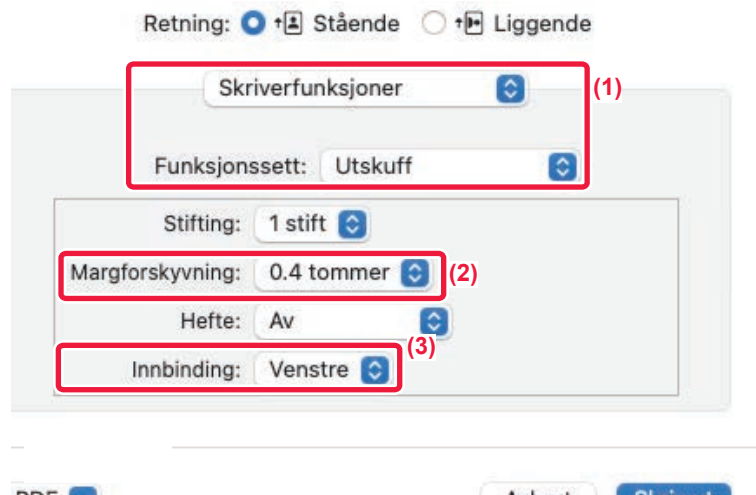 Retning: Stående Liggende
Skriverfunksjoner (1)
Funksjonssett: Utskuff
Stifting: 1 stift
Margforskyvning: 0.4 tommer (2)
Hefte: Av
(3)
Innbinding: Venstre